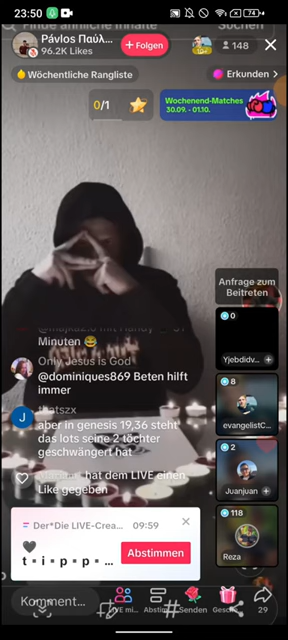 23:50
74
Finde ähnliche Inhalte
Suchen
Pávlos Παύλ...
96.2K Likes
+ Folgen
148
Wöchentliche Rangliste
Erkunden >
0/1
Wochenend-Matches
30.09. - 01.10.
Anfrage zum
Beitreten
0
Yjebdidv...
8
evangelistC...
2
Juanjuan
118
Reza
Minuten 😂
Only Jesus is God
@dominiques869 Beten hilft
immer
J
aber in genesis 19,36 steht
das lots seine 2 töchter
geschwängert hat
hat dem LIVE einen
Like gegeben
Der*Die LIVE-Crea...
09:59
🖤
t ▪ i ▪ p ▪ p ▪ ...
Abstimmen
Komment...
Senden
29